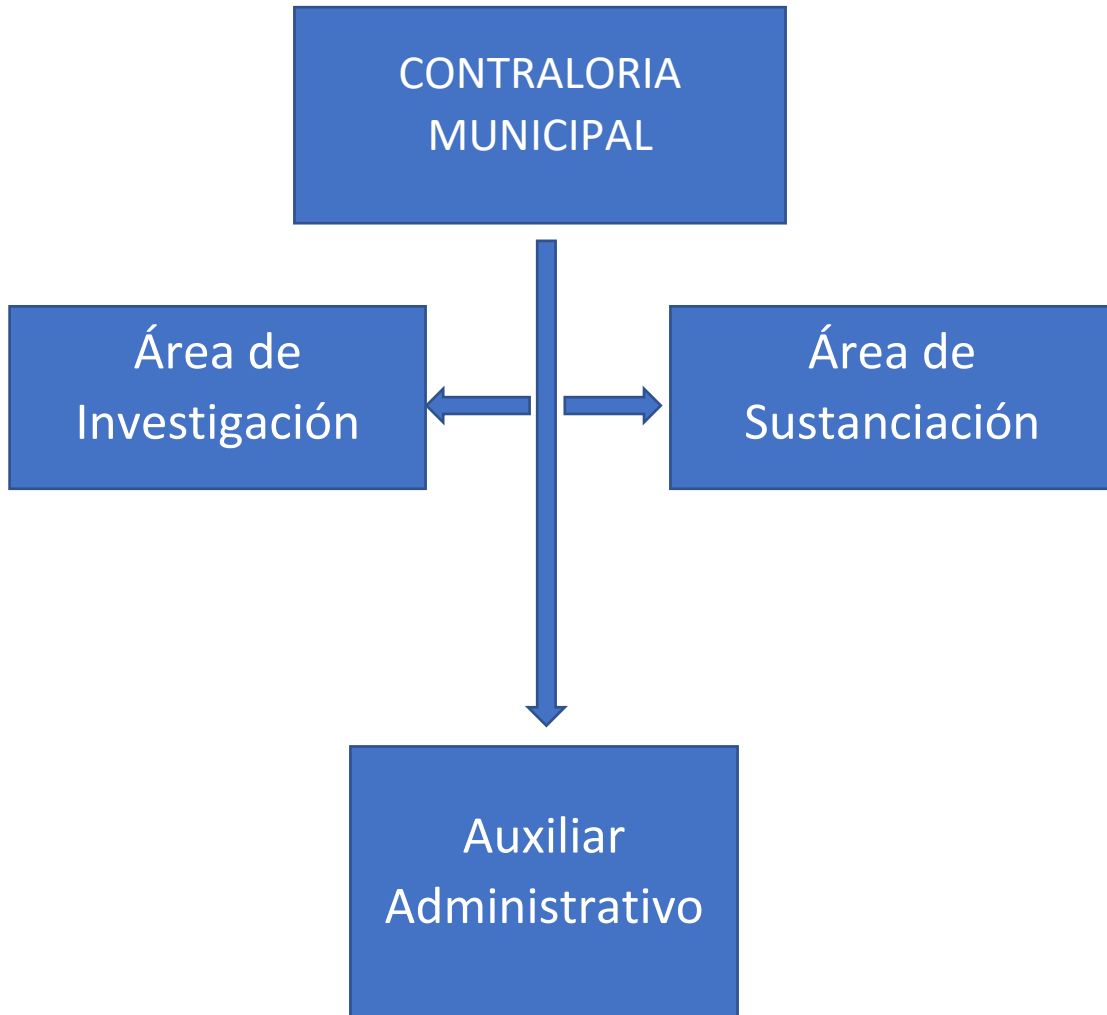 CONTRALORIA
MUNICIPAL
Área de
Investigación
Área de
Sustanciación
Auxiliar
Administrativo